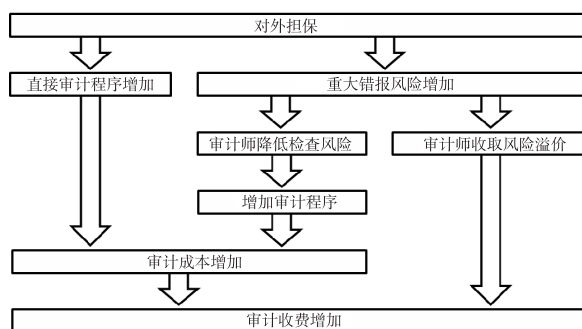 对外担保
直接审计程序增加
重大错报风险增加
审计师降低检查风险
审计师收取风险溢价
增加审计程序
审计成本增加
审计收费增加